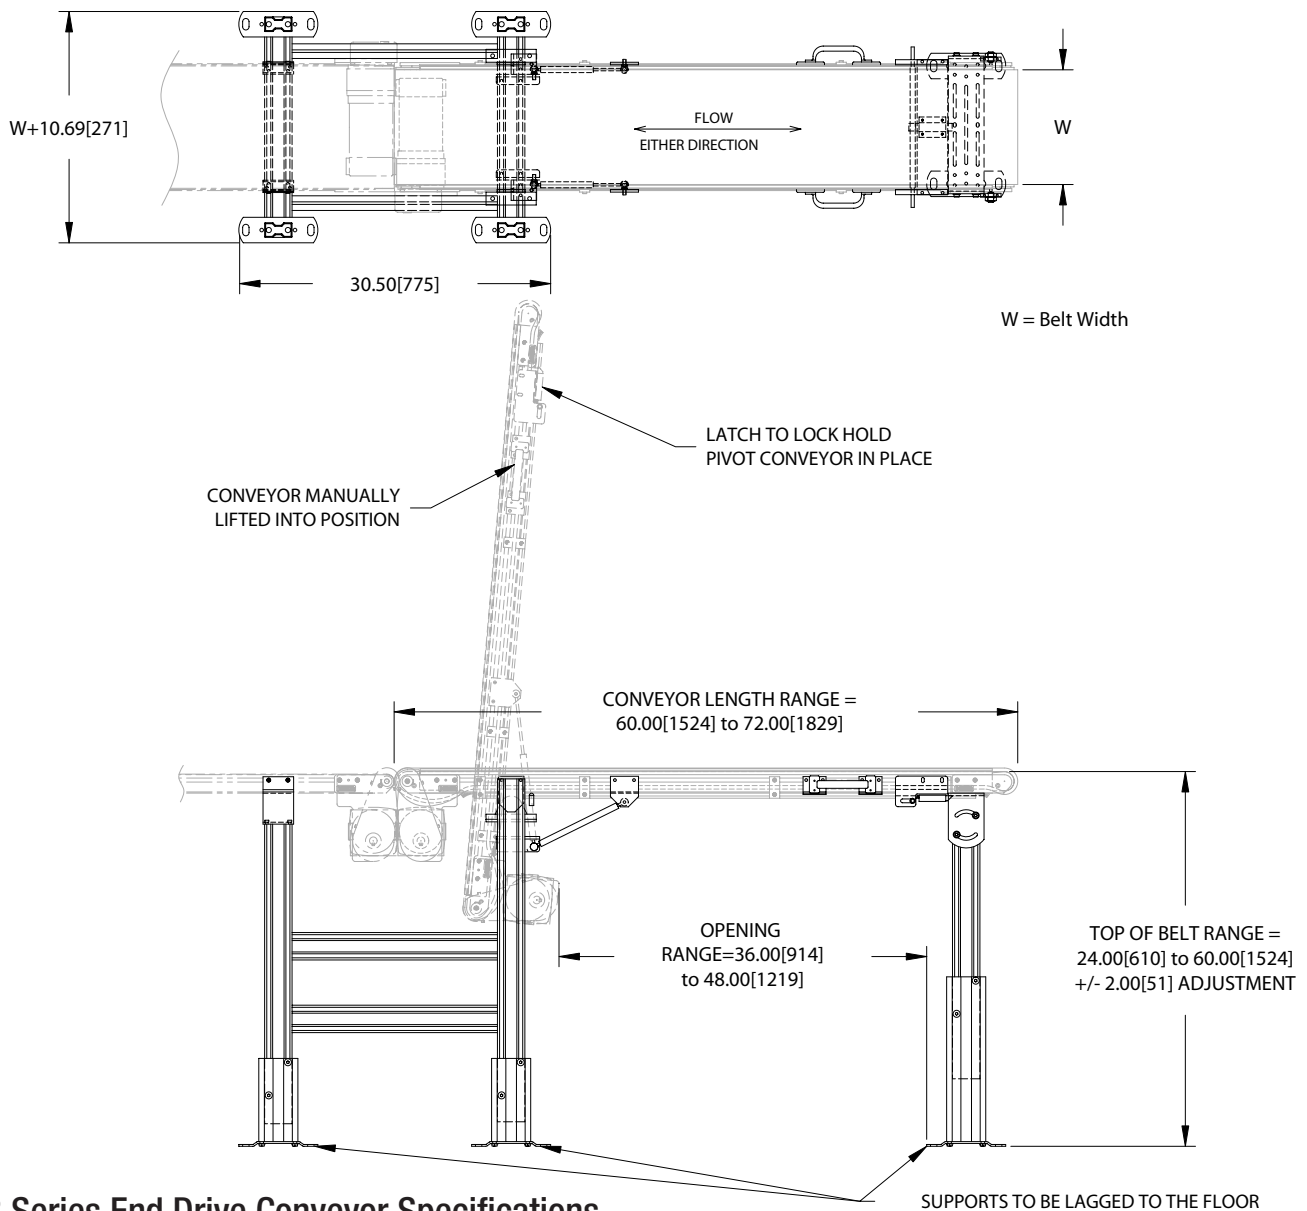 W+10.69[271]
FLOW
EITHER DIRECTION
W
30.50[775]
W = Belt Width
LATCH TO LOCK HOLD
PIVOT CONVEYOR IN PLACE
CONVEYOR MANUALLY
LIFTED INTO POSITION
CONVEYOR LENGTH RANGE =
60.00[1524] to 72.00[1829]
OPENING
RANGE=36.00[914]
to 48.00[1219]
TOP OF BELT RANGE =
24.00[610] to 60.00[1524]
+/- 2.00[51] ADJUSTMENT
SUPPORTS TO BE LAGGED TO THE FLOOR
Series End Drive Conveyor Specifications